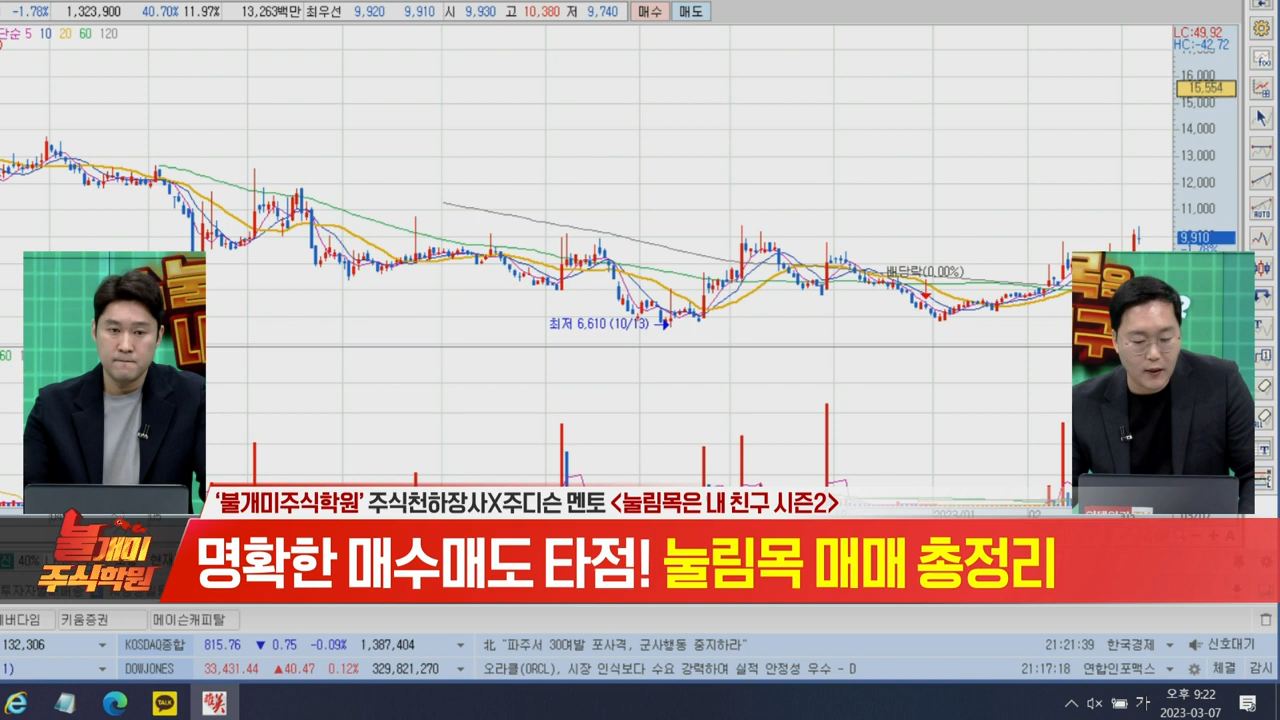 -1.78% 1,323,900 40.70% 11.97% 13,263백만 최우선 9,920 9,910 시 9,930 고 10,380 저 9,740 매수 매도
단순 5 10 20 60 120
LC:49.92
HC:-42.72
16,000
15,554
15,000
14,000
13,000
12,000
11,000
9,910
-1.78%
배당락(0.00%)
최저 6,610 (10/13)
60
AUTO
'불개미주식학원' 주식천하장사X주디슨 멘토 <눌림목은 내 친구 시즌2>
불개미
주식학원
명확한 매수매도 타점! 눌림목 매매 총정리
키움증권 메이슨캐피탈
132,306 KOSDAQ종합 815.76 ▼ 0.75 -0.09% 1,387,404 北 "파주서 30여발 포사격, 군사행동 중지하라" 21:21:39 한국경제 신호대기
1) DOWJONES 33,431.44 ▲40.47 0.12% 329,821,270 오라클(ORCL), 시장 인식보다 수요 강력하며 실적 안정성 우수 - D 21:17:18 연합인포맥스 체결 감시
TALK
가 오후 9:22
2023-03-07